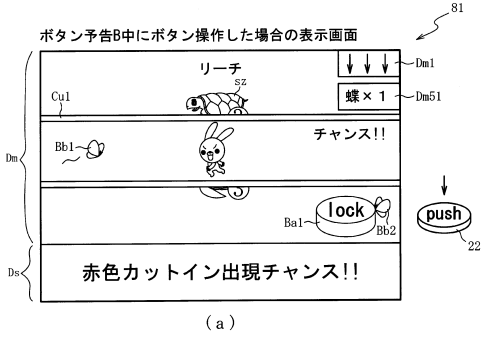 81
ボタン予告B中にボタン操作した場合の表示画面
リーチ
↓↓↓
Dm1
sz
蝶×1
Dm51
Cu1
Dm
Bb1
チャンス!!
lock
Ba1
Bb2
push
22
Ds
赤色カットイン出現チャンス!!
(a)